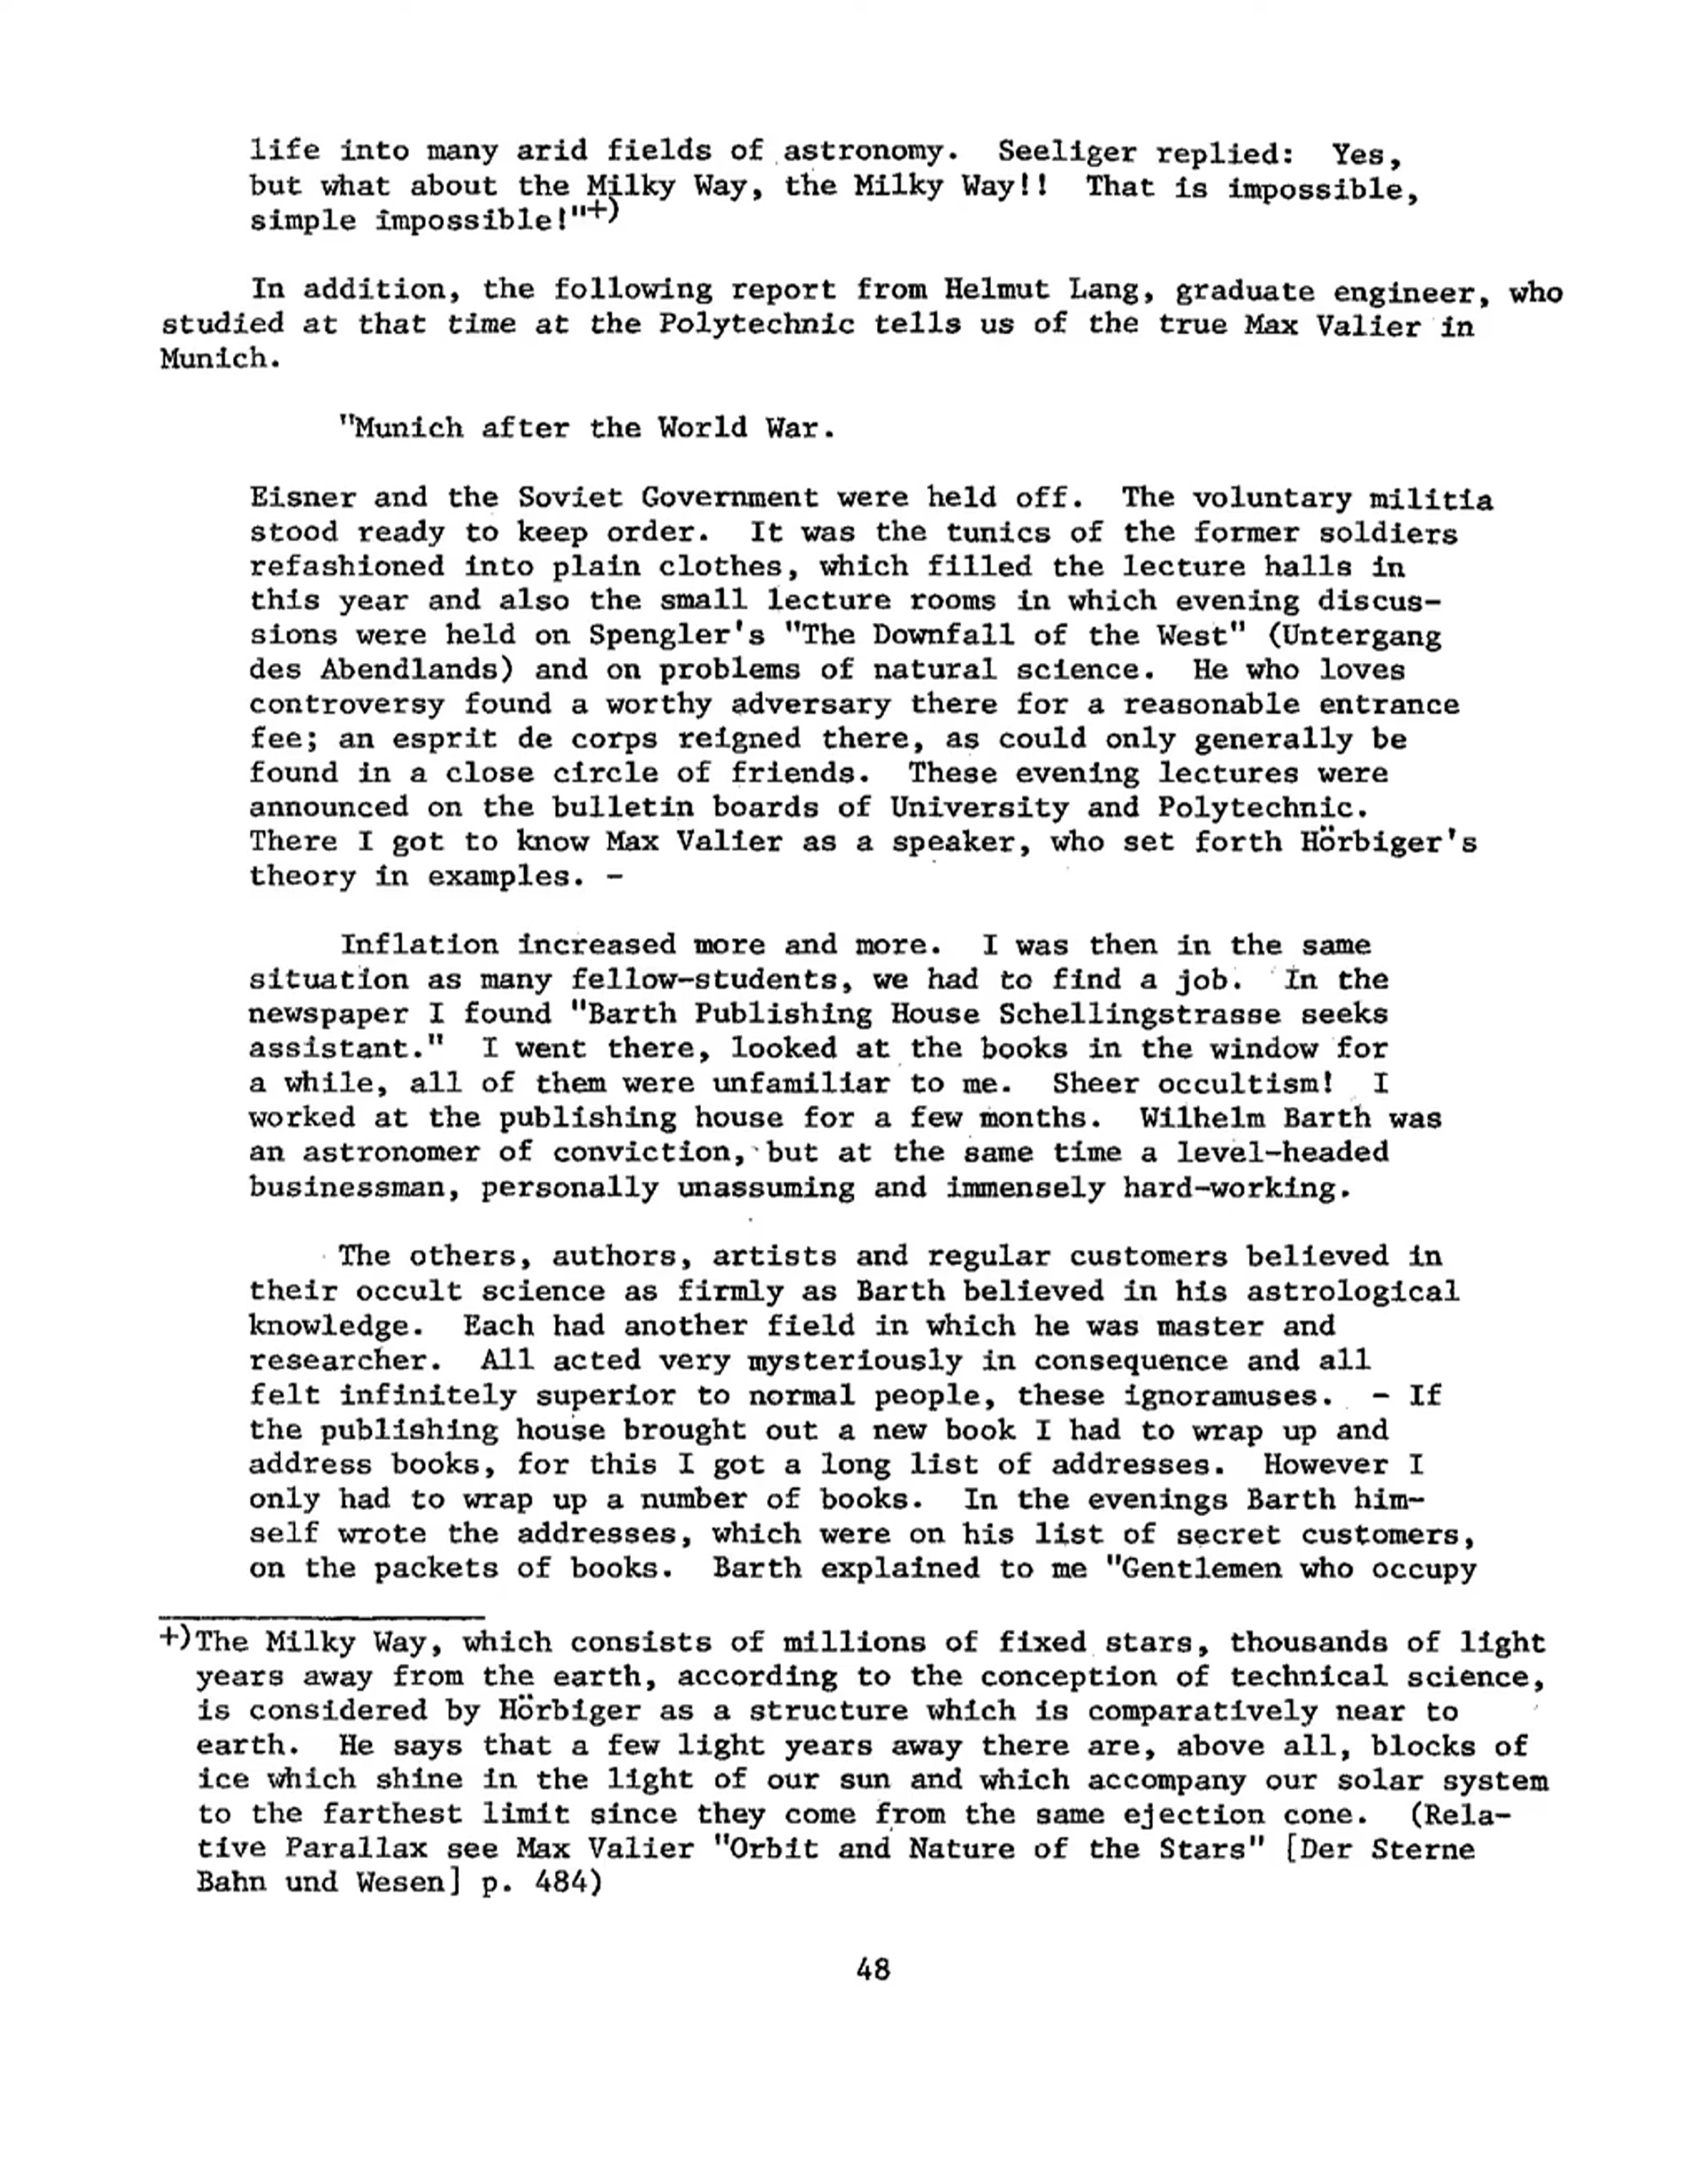 life into many arid fields of astronomy. Seeliger replied: Yes,
but what about the Milky Way, the Milky Way!! That is impossible,
simple impossible!"+)
In addition, the following report from Helmut Lang, graduate engineer, who
studied at that time at the Polytechnic tells us of the true Max Valier in
Munich.
"Munich after the World War.
Eisner and the Soviet Government were held off. The voluntary militia
stood ready to keep order. It was the tunics of the former soldiers
refashioned into plain clothes, which filled the lecture halls in
this year and also the small lecture rooms in which evening discus-
sions were held on Spengler's "The Downfall of the West" (Untergang
des Abendlands) and on problems of natural science. He who loves
controversy found a worthy adversary there for a reasonable entrance
fee; an esprit de corps reigned there, as could only generally be
found in a close circle of friends. These evening lectures were
announced on the bulletin boards of University and Polytechnic.
There I got to know Max Valier as a speaker, who set forth Hörbiger's
theory in examples. -
Inflation increased more and more. I was then in the same
situation as many fellow-students, we had to find a job. In the
newspaper I found "Barth Publishing House Schellingstrasse seeks
assistant." I went there, looked at the books in the window for
a while, all of them were unfamiliar to me. Sheer occultism! I
worked at the publishing house for a few months. Wilhelm Barth was
an astronomer of conviction, but at the same time a level-headed
businessman, personally unassuming and immensely hard-working.
The others, authors, artists and regular customers believed in
their occult science as firmly as Barth believed in his astrological
knowledge. Each had another field in which he was master and
researcher. All acted very mysteriously in consequence and all
felt infinitely superior to normal people, these ignoramuses. - If
the publishing house brought out a new book I had to wrap up and
address books, for this I got a long list of addresses. However I
only had to wrap up a number of books. In the evenings Barth him-
self wrote the addresses, which were on his list of secret customers,
on the packets of books. Barth explained to me "Gentlemen who occupy
+)The Milky Way, which consists of millions of fixed stars, thousands of light
years away from the earth, according to the conception of technical science,
is considered by Hörbiger as a structure which is comparatively near to
earth. He says that a few light years away there are, above all, blocks of
ice which shine in the light of our sun and which accompany our solar system
to the farthest limit since they come from the same ejection cone. (Rela-
tive Parallax see Max Valier "Orbit and Nature of the Stars" [Der Sterne
Bahn und Wesen] p. 484)
48